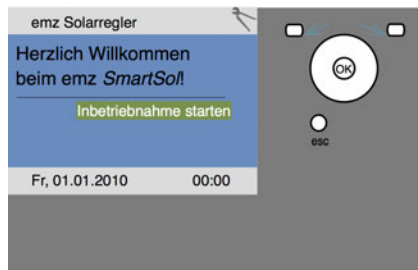 emz Solarregler
Herzlich Willkommen
beim emz SmartSol!
Inbetriebnahme starten
Fr, 01.01.2010 00:00
OK
esc